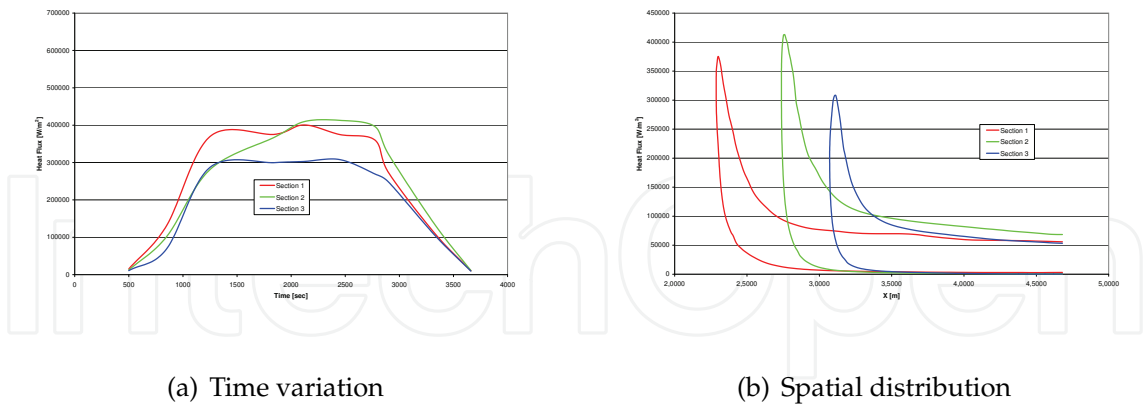 700000
600000
500000
400000
300000
200000
100000
0
Heat Flux [W/m²]
0 500 1000 1500 2000 2500 3000 3500 4000
Time [sec]
Section 1
Section 2
Section 3
(a) Time variation
450000
400000
350000
300000
250000
200000
150000
100000
50000
0
Heat Flux [W/m²]
2,0000 2,5000 3,0000 3,5000 4,0000 4,5000 5,0000
X [m]
Section 1
Section 2
Section 3
(b) Spatial distribution
intechopen